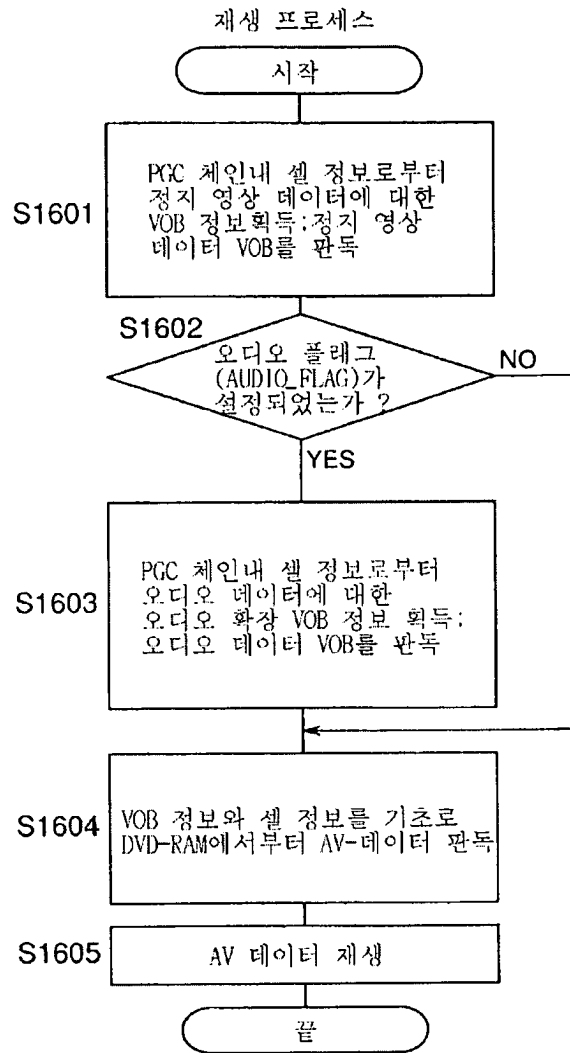 재생 프로세스
시작
S1601
PGC 체인내 셀 정보로부터
정지 영상 데이터에 대한
VOB 정보획득;정지 영상
데이터 VOB를 판독
S1602
오디오 플래그
(AUDIO_FLAG)가
설정되었는가 ?
NO
YES
S1603
PGC 체인내 셀 정보로부터
오디오 데이터에 대한
오디오 확장 VOB 정보 획득;
오디오 데이터 VOB를 판독
S1604
VOB 정보와 셀 정보를 기초로
DVD-RAM에서부터 AV-데이터 판독
S1605
AV 데이터 재생
끝